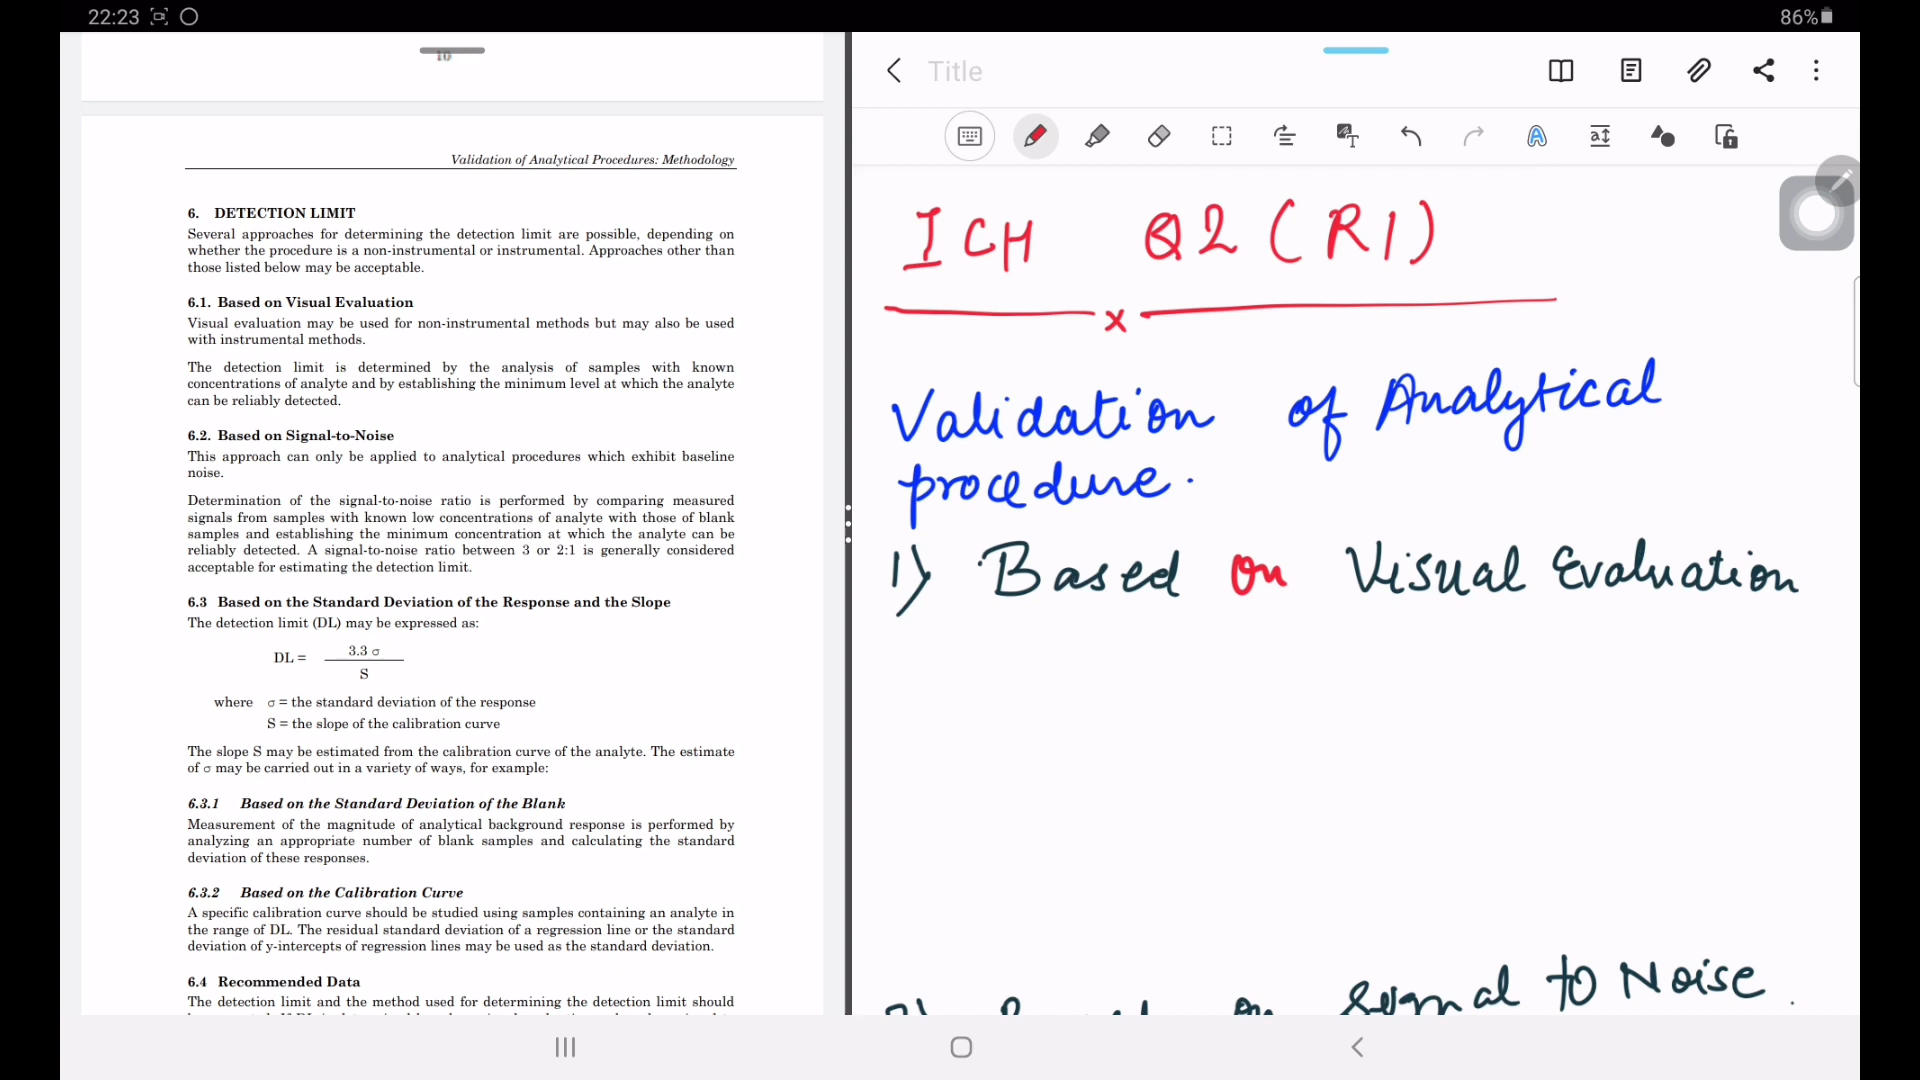 22:23
86%
10
Validation of Analytical Procedures: Methodology
6. DETECTION LIMIT
Several approaches for determining the detection limit are possible, depending on
whether the procedure is a non-instrumental or instrumental. Approaches other than
those listed below may be acceptable.
6.1. Based on Visual Evaluation
Visual evaluation may be used for non-instrumental methods but may also be used
with instrumental methods.
The detection limit is determined by the analysis of samples with known
concentrations of analyte and by establishing the minimum level at which the analyte
can be reliably detected.
6.2. Based on Signal-to-Noise
This approach can only be applied to analytical procedures which exhibit baseline
noise.
Determination of the signal-to-noise ratio is performed by comparing measured
signals from samples with known low concentrations of analyte with those of blank
samples and establishing the minimum concentration at which the analyte can be
reliably detected. A signal-to-noise ratio between 3 or 2:1 is generally considered
acceptable for estimating the detection limit.
6.3 Based on the Standard Deviation of the Response and the Slope
The detection limit (DL) may be expressed as:
DL = 3.3 σ
S
where σ = the standard deviation of the response
S = the slope of the calibration curve
The slope S may be estimated from the calibration curve of the analyte. The estimate
of σ may be carried out in a variety of ways, for example:
6.3.1 Based on the Standard Deviation of the Blank
Measurement of the magnitude of analytical background response is performed by
analyzing an appropriate number of blank samples and calculating the standard
deviation of these responses.
6.3.2 Based on the Calibration Curve
A specific calibration curve should be studied using samples containing an analyte in
the range of DL. The residual standard deviation of a regression line or the standard
deviation of y-intercepts of regression lines may be used as the standard deviation.
6.4 Recommended Data
The detection limit and the method used for determining the detection limit should
Title
ICH Q2 (R1)
x
Validation of Analytical
procedure.
1) Based on Visual Evaluation
on Signal to Noise.